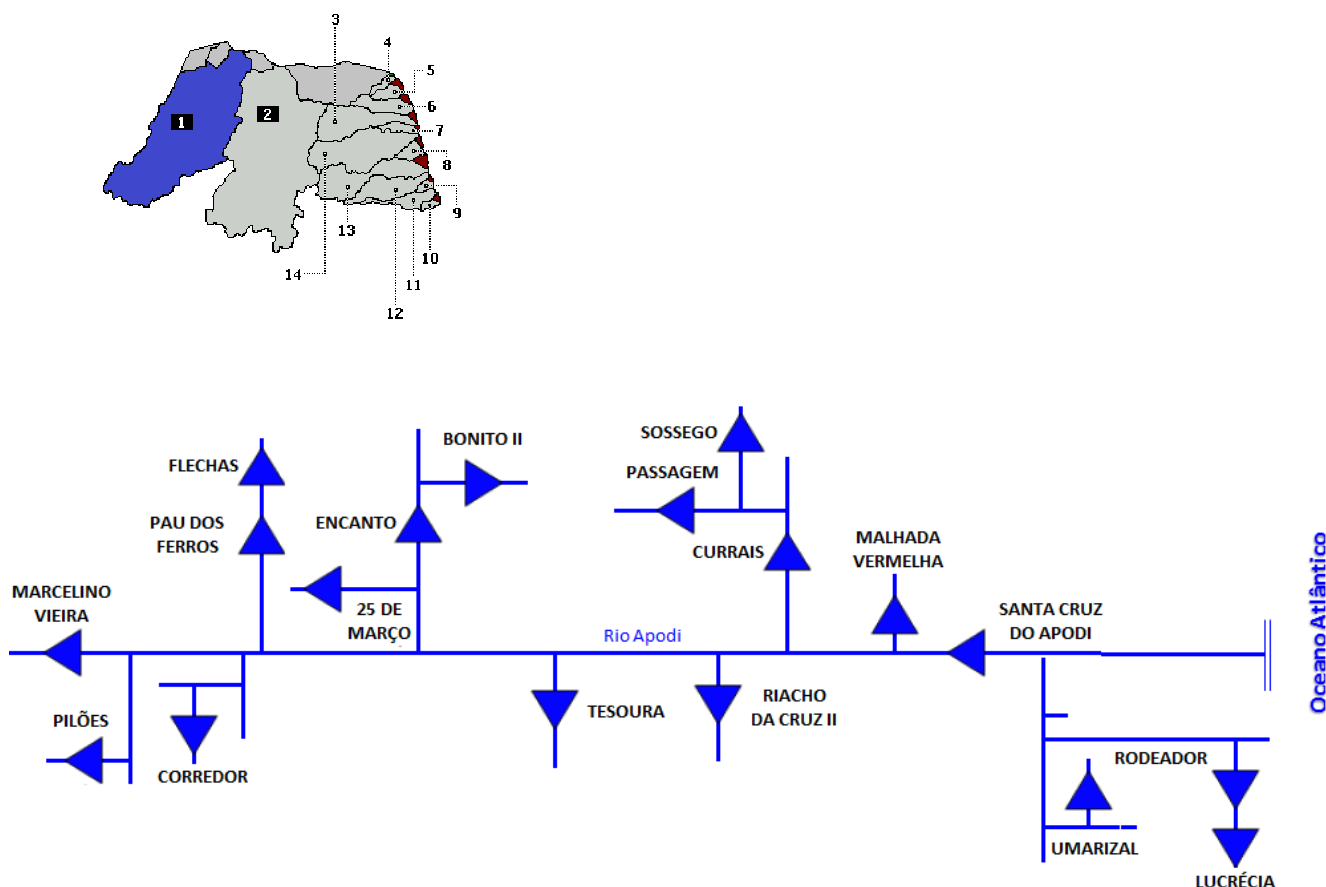 3
4
5
1
2
6
7
8
9
13
10
14
11
12
BONITO II
SOSSEGO
FLECHAS
PASSAGEM
PAU DOS
FERROS
ENCANTO
CURRAIS
MALHADA
VERMELHA
MARCELINO
VIEIRA
25 DE
MARÇO
Rio Apodi
SANTA CRUZ
DO APODI
Oceano Atlântico
PILÕES
CORREDOR
TESOURA
RIACHO
DA CRUZ II
RODEADOR
UMARIZAL
LUCRÉCIA